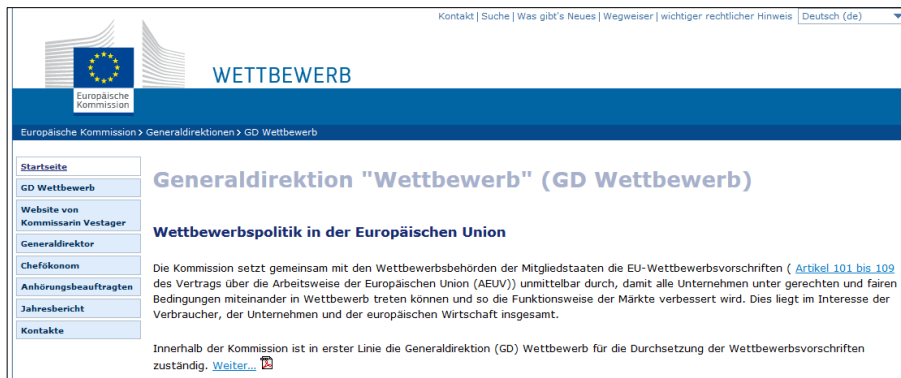 Kontakt | Suche | Was gibt's Neues | Wegweiser | wichtiger rechtlicher Hinweis Deutsch (de)
WETTBEWERB
Europäische
Kommission
Europäische Kommission > Generaldirektionen > GD Wettbewerb
Startseite
GD Wettbewerb
Website von
Kommissarin Vestager
Generaldirektor
Chefökonom
Anhörungsbeauftragten
Jahresbericht
Kontakte
Generaldirektion "Wettbewerb" (GD Wettbewerb)
Wettbewerbspolitik in der Europäischen Union
Die Kommission setzt gemeinsam mit den Wettbewerbsbehörden der Mitgliedstaaten die EU-Wettbewerbsvorschriften ( Artikel 101 bis 109
des Vertrags über die Arbeitsweise der Europäischen Union (AEUV)) unmittelbar durch, damit alle Unternehmen unter gerechten und fairen
Bedingungen miteinander in Wettbewerb treten können und so die Funktionsweise der Märkte verbessert wird. Dies liegt im Interesse der
Verbraucher, der Unternehmen und der europäischen Wirtschaft insgesamt.
Innerhalb der Kommission ist in erster Linie die Generaldirektion (GD) Wettbewerb für die Durchsetzung der Wettbewerbsvorschriften
zuständig. Weiter...